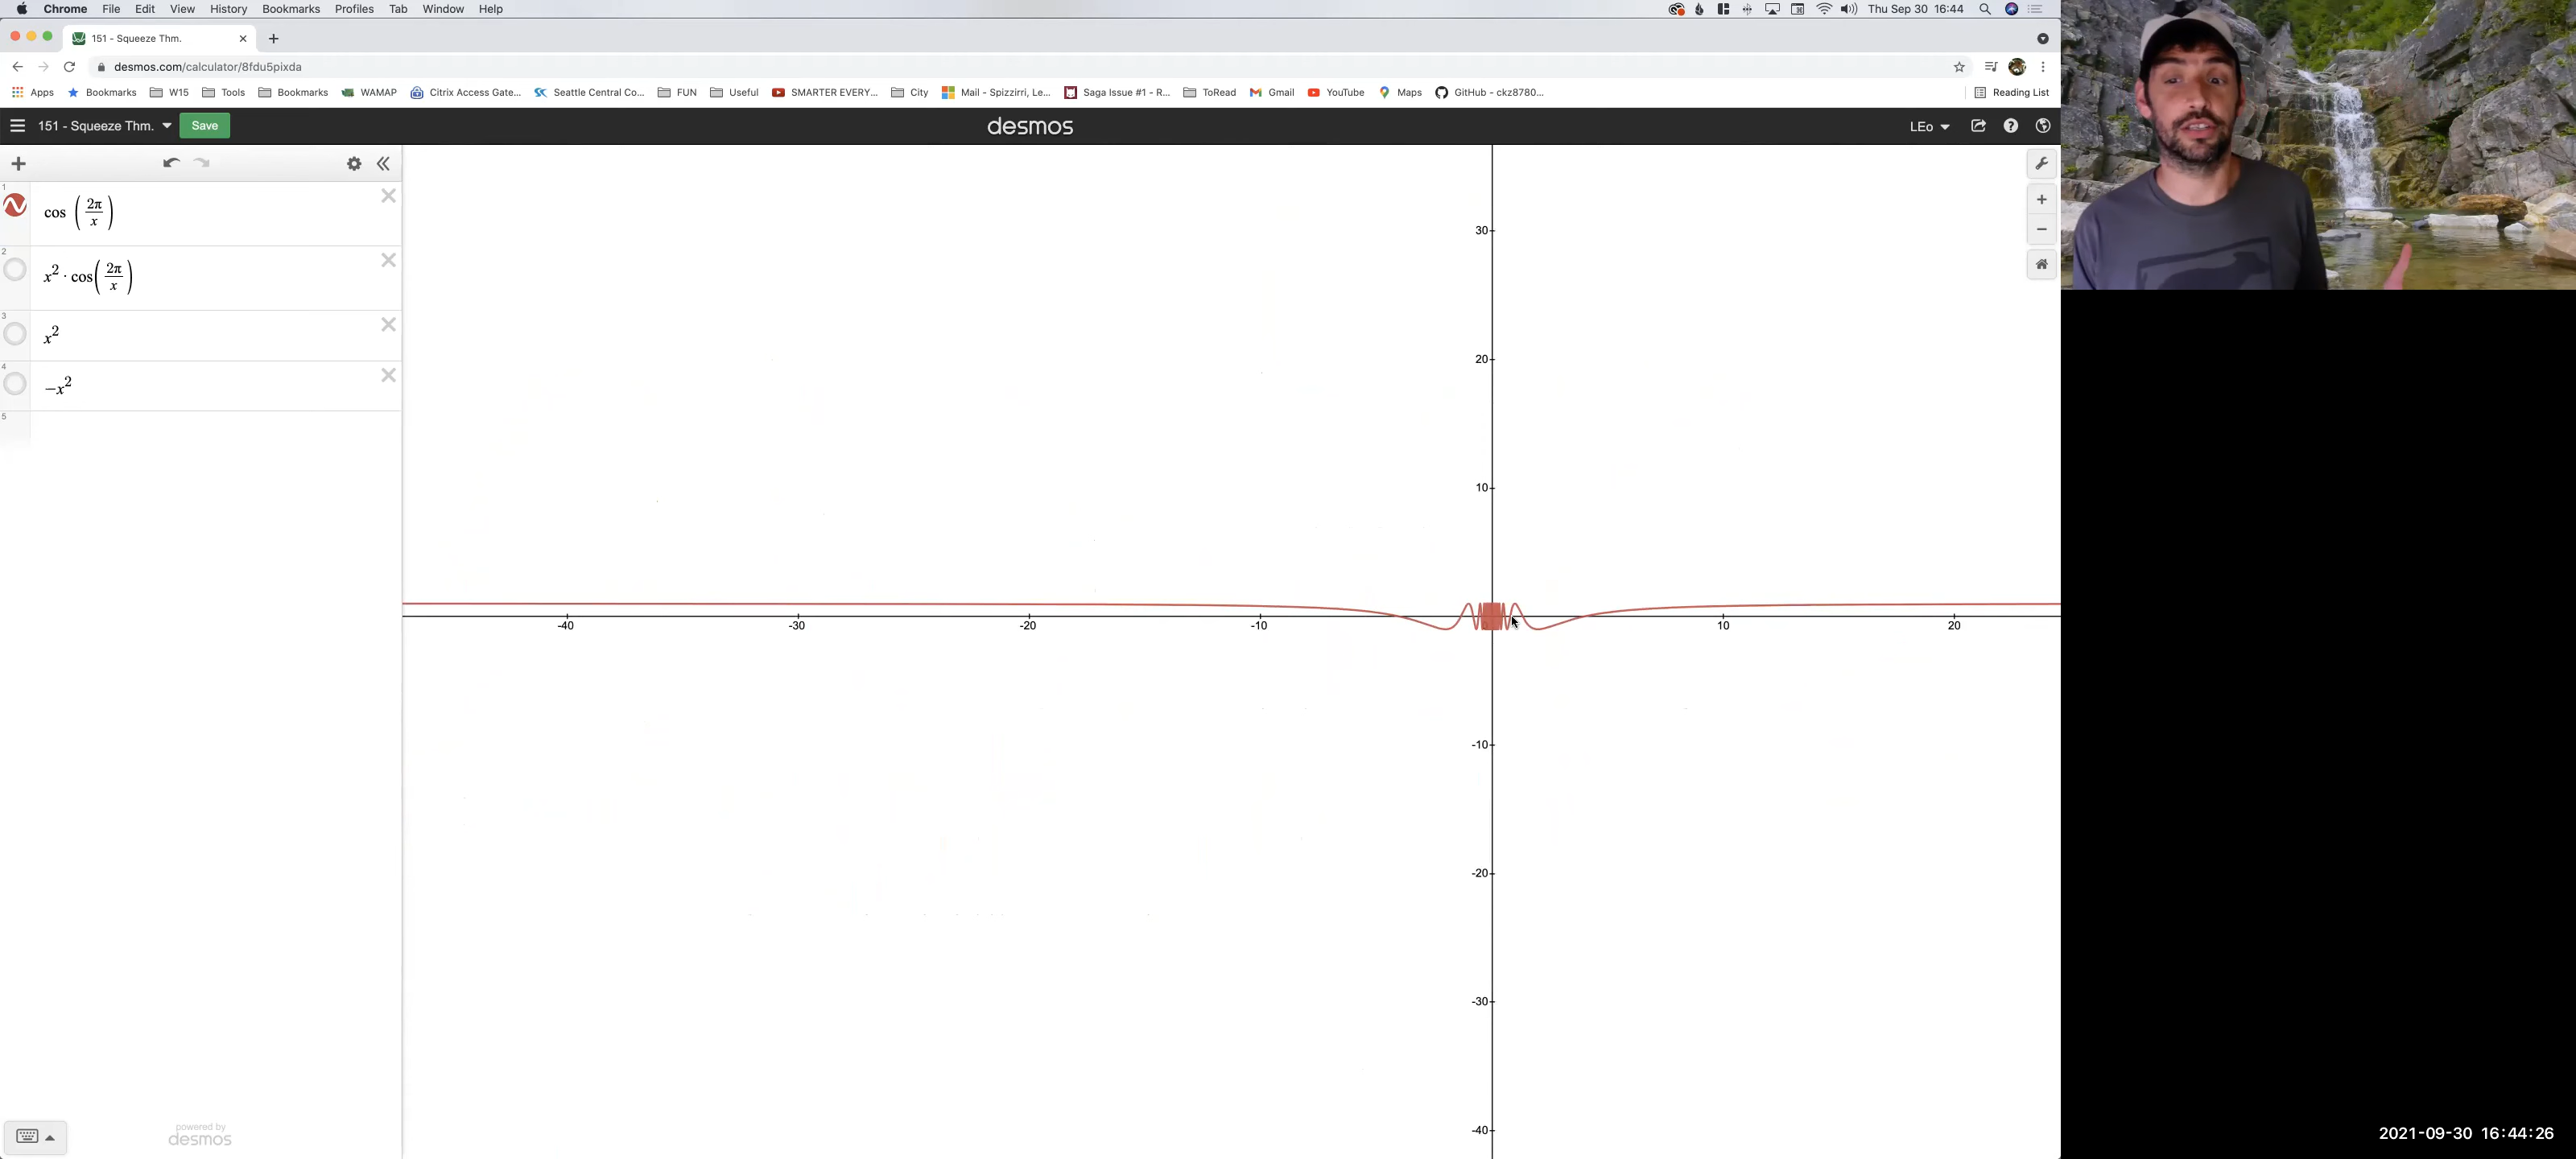 Chrome File Edit View History Bookmarks Profiles Tab Window Help Thu Sep 30 16:44
151 - Squeeze Thm.
desmos.com/calculator/8fdu5pixda
Apps Bookmarks W15 Tools Bookmarks WAMAP Citrix Access Gate... Seattle Central Co... FUN Useful SMARTER EVERY... City Mail - Spizzirri, Le... Saga Issue #1 - R... ToRead Gmail YouTube Maps GitHub - ckz8780... Reading List
151 - Squeeze Thm. Save desmos LEo
1
cos (2π/x)
2
x² · cos(2π/x)
3
x²
4
−x²
5
30
20
10
-40 -30 -20 -10 0 10 20
-10
-20
-30
-40
powered by
desmos
2021-09-30 16:44:26